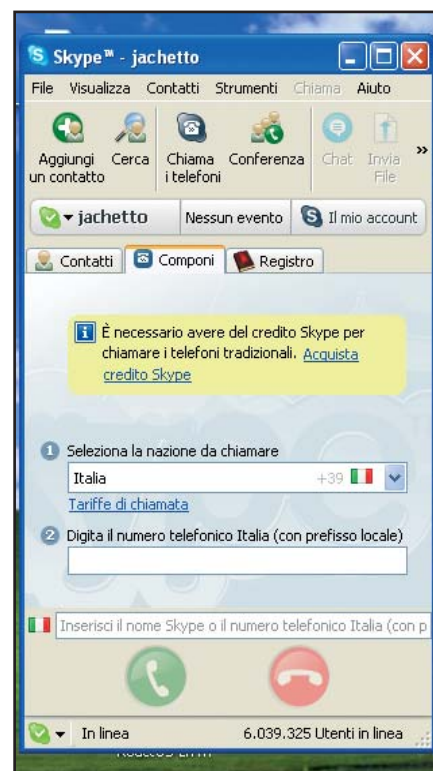 Skype™ - jachetto
File Visualizza Contatti Strumenti Chiama Aiuto
Aggiungi un contatto
Cerca
Chiama i telefoni
Conferenza
Chat
Invia File
»
jachetto Nessun evento Il mio account
Contatti Componi Registro
È necessario avere del credito Skype per
chiamare i telefoni tradizionali. Acquista
credito Skype
1 Seleziona la nazione da chiamare
Italia +39
Tariffe di chiamata
2 Digita il numero telefonico Italia (con prefisso locale)
Inserisci il nome Skype o il numero telefonico Italia (con p
In linea 6.039.325 Utenti in linea